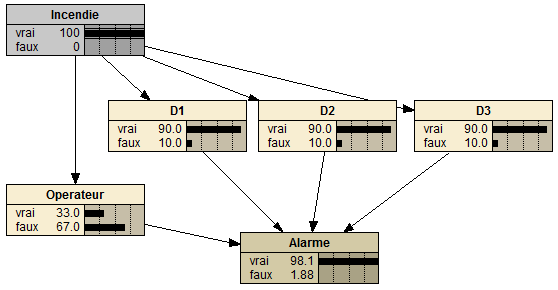 Incendie
vrai 100
faux 0
D1
vrai 90.0
faux 10.0
D2
vrai 90.0
faux 10.0
D3
vrai 90.0
faux 10.0
Operateur
vrai 33.0
faux 67.0
Alarme
vrai 98.1
faux 1.88